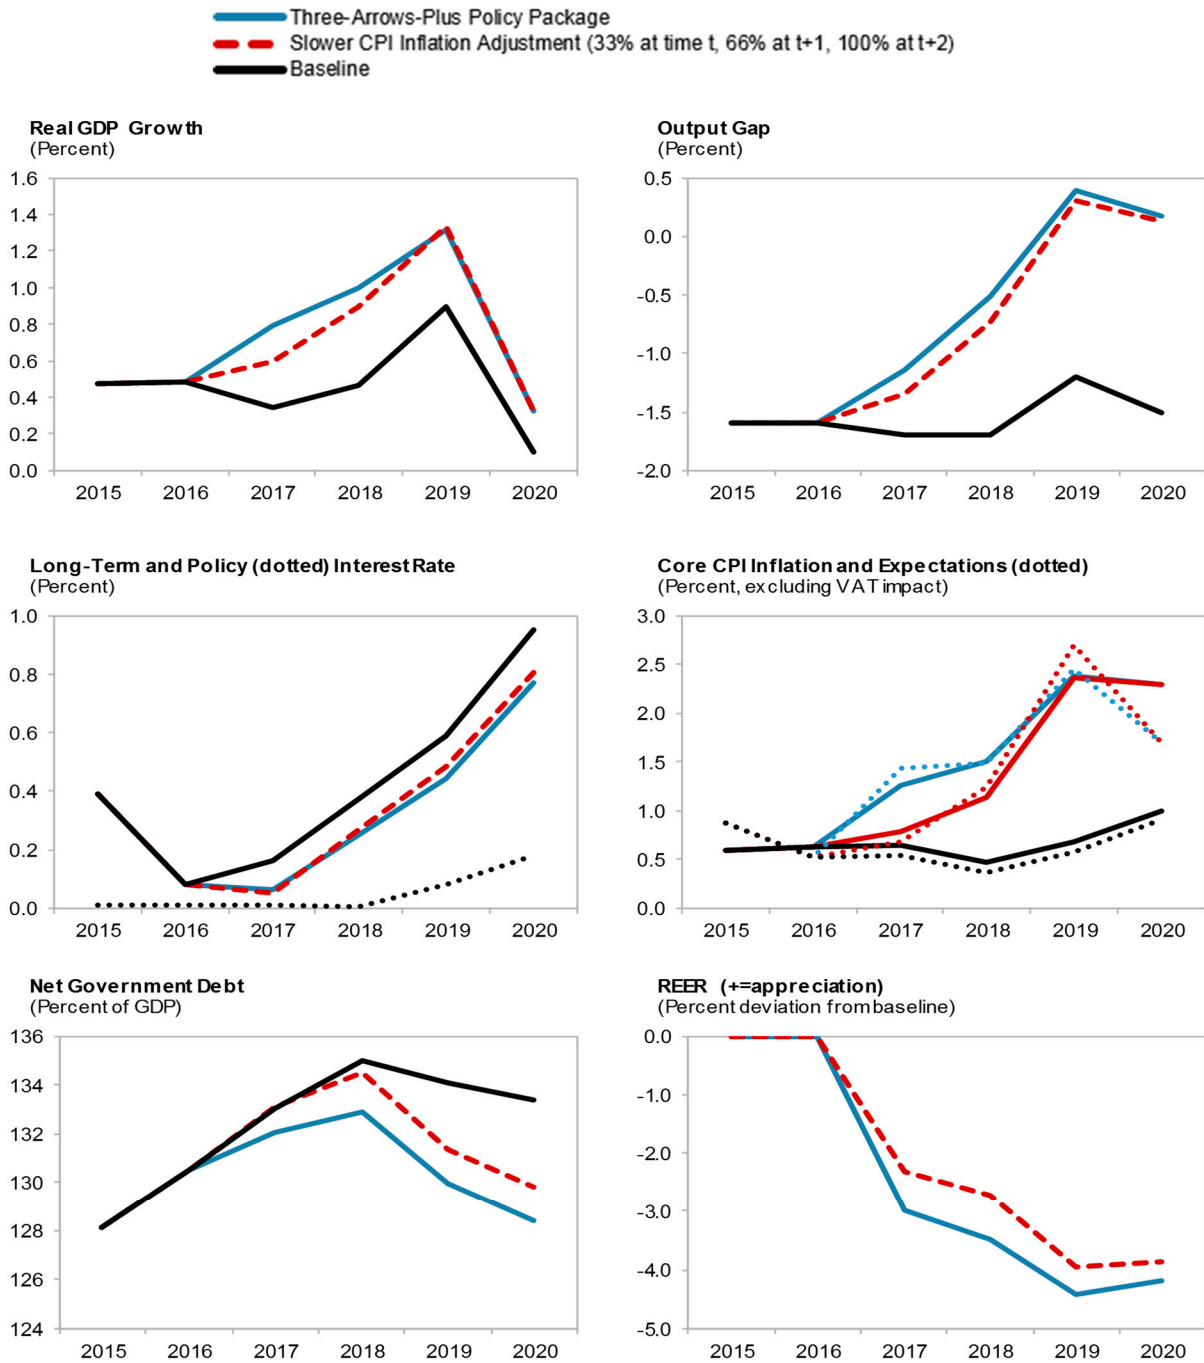 Three-Arrows-Plus Policy Package
Slower CPI Inflation Adjustment (33% at time t, 66% at t+1, 100% at t+2)
Baseline
Real GDP Growth
(Percent)
1.6
1.4
1.2
1.0
0.8
0.6
0.4
0.2
0.0
2015 2016 2017 2018 2019 2020
Output Gap
(Percent)
0.5
0.0
-0.5
-1.0
-1.5
-2.0
2015 2016 2017 2018 2019 2020
Long-Term and Policy (dotted) Interest Rate
(Percent)
1.0
0.8
0.6
0.4
0.2
0.0
2015 2016 2017 2018 2019 2020
Core CPI Inflation and Expectations (dotted)
(Percent, excluding VAT impact)
3.0
2.5
2.0
1.5
1.0
0.5
0.0
2015 2016 2017 2018 2019 2020
Net Government Debt
(Percent of GDP)
136
134
132
130
128
126
124
2015 2016 2017 2018 2019 2020
REER (+=appreciation)
(Percent deviation from baseline)
0.0
-1.0
-2.0
-3.0
-4.0
-5.0
2015 2016 2017 2018 2019 2020